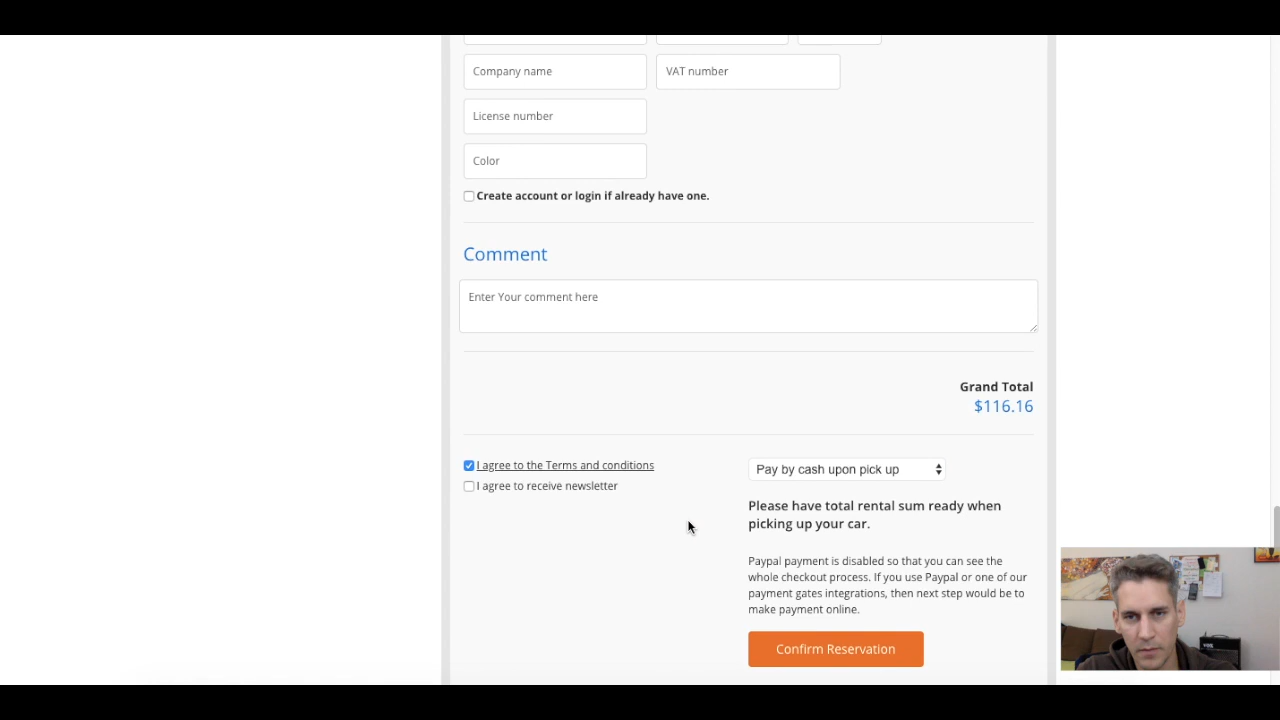 Company name
VAT number
License number
Color
Create account or login if already have one.
Comment
Enter Your comment here
Grand Total
$116.16
I agree to the Terms and conditions
I agree to receive newsletter
Pay by cash upon pick up
Please have total rental sum ready when
picking up your car.
Paypal payment is disabled so that you can see the
whole checkout process. If you use Paypal or one of our
payment gates integrations, then next step would be to
make payment online.
Confirm Reservation